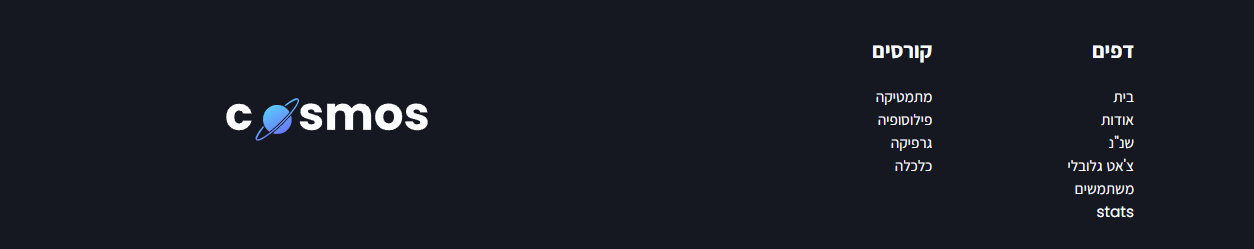 דפים
בית
אודות
שנ"נ
צ'אט גלובלי
משתמשים
stats
קורסים
מתמטיקה
פילוסופיה
גרפיקה
כלכלה
cosmos